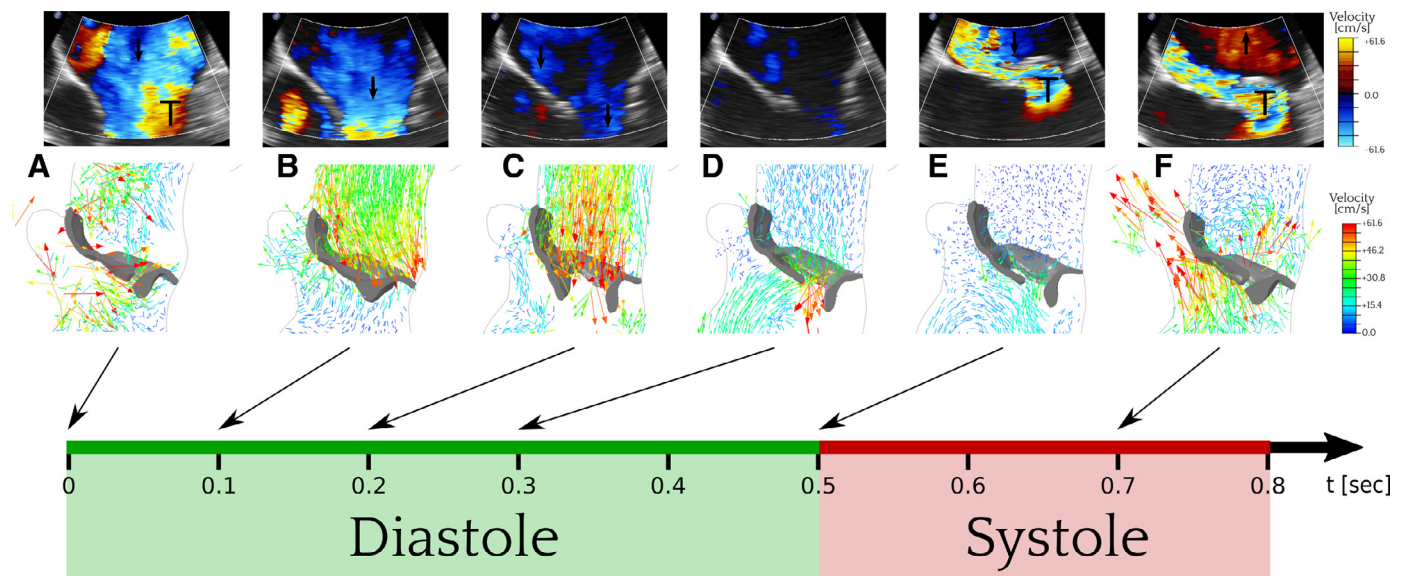 Velocity
[cm/s]
+61.6
0.0
-61.6
T
T
T
A
B
C
D
E
F
Velocity
[cm/s]
+61.6
+46.2
+30.8
+15.4
0.0
0 0.1 0.2 0.3 0.4 0.5 0.6 0.7 0.8 t [sec]
Diastole
Systole